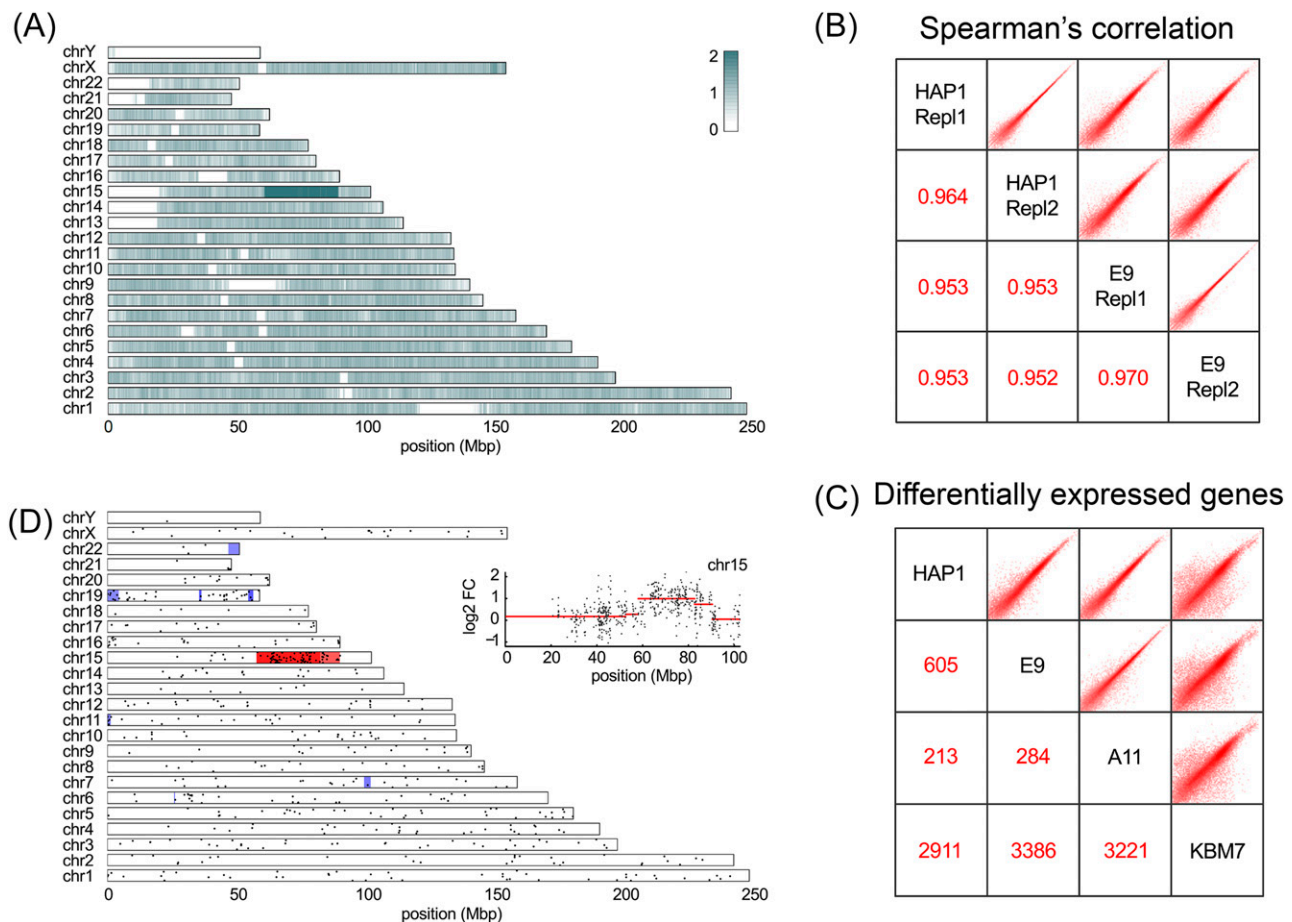 (A)
chrY
chrX
chr22
chr21
chr20
chr19
chr18
chr17
chr16
chr15
chr14
chr13
chr12
chr11
chr10
chr9
chr8
chr7
chr6
chr5
chr4
chr3
chr2
chr1
0 50 100 150 200 250
position (Mbp)
2
1
0
(B) Spearman's correlation
HAP1
Repl1
0.964 HAP1
Repl2
0.953 0.953 E9
Repl1
0.953 0.952 0.970 E9
Repl2
(C) Differentially expressed genes
HAP1
605 E9
213 284 A11
2911 3386 3221 KBM7
(D)
chrY
chrX
chr22
chr21
chr20
chr19
chr18
chr17
chr16
chr15
chr14
chr13
chr12
chr11
chr10
chr9
chr8
chr7
chr6
chr5
chr4
chr3
chr2
chr1
0 50 100 150 200 250
position (Mbp)
chr15
log2 FC
2
1
0
−1
0 20 40 60 80 100
position (Mbp)